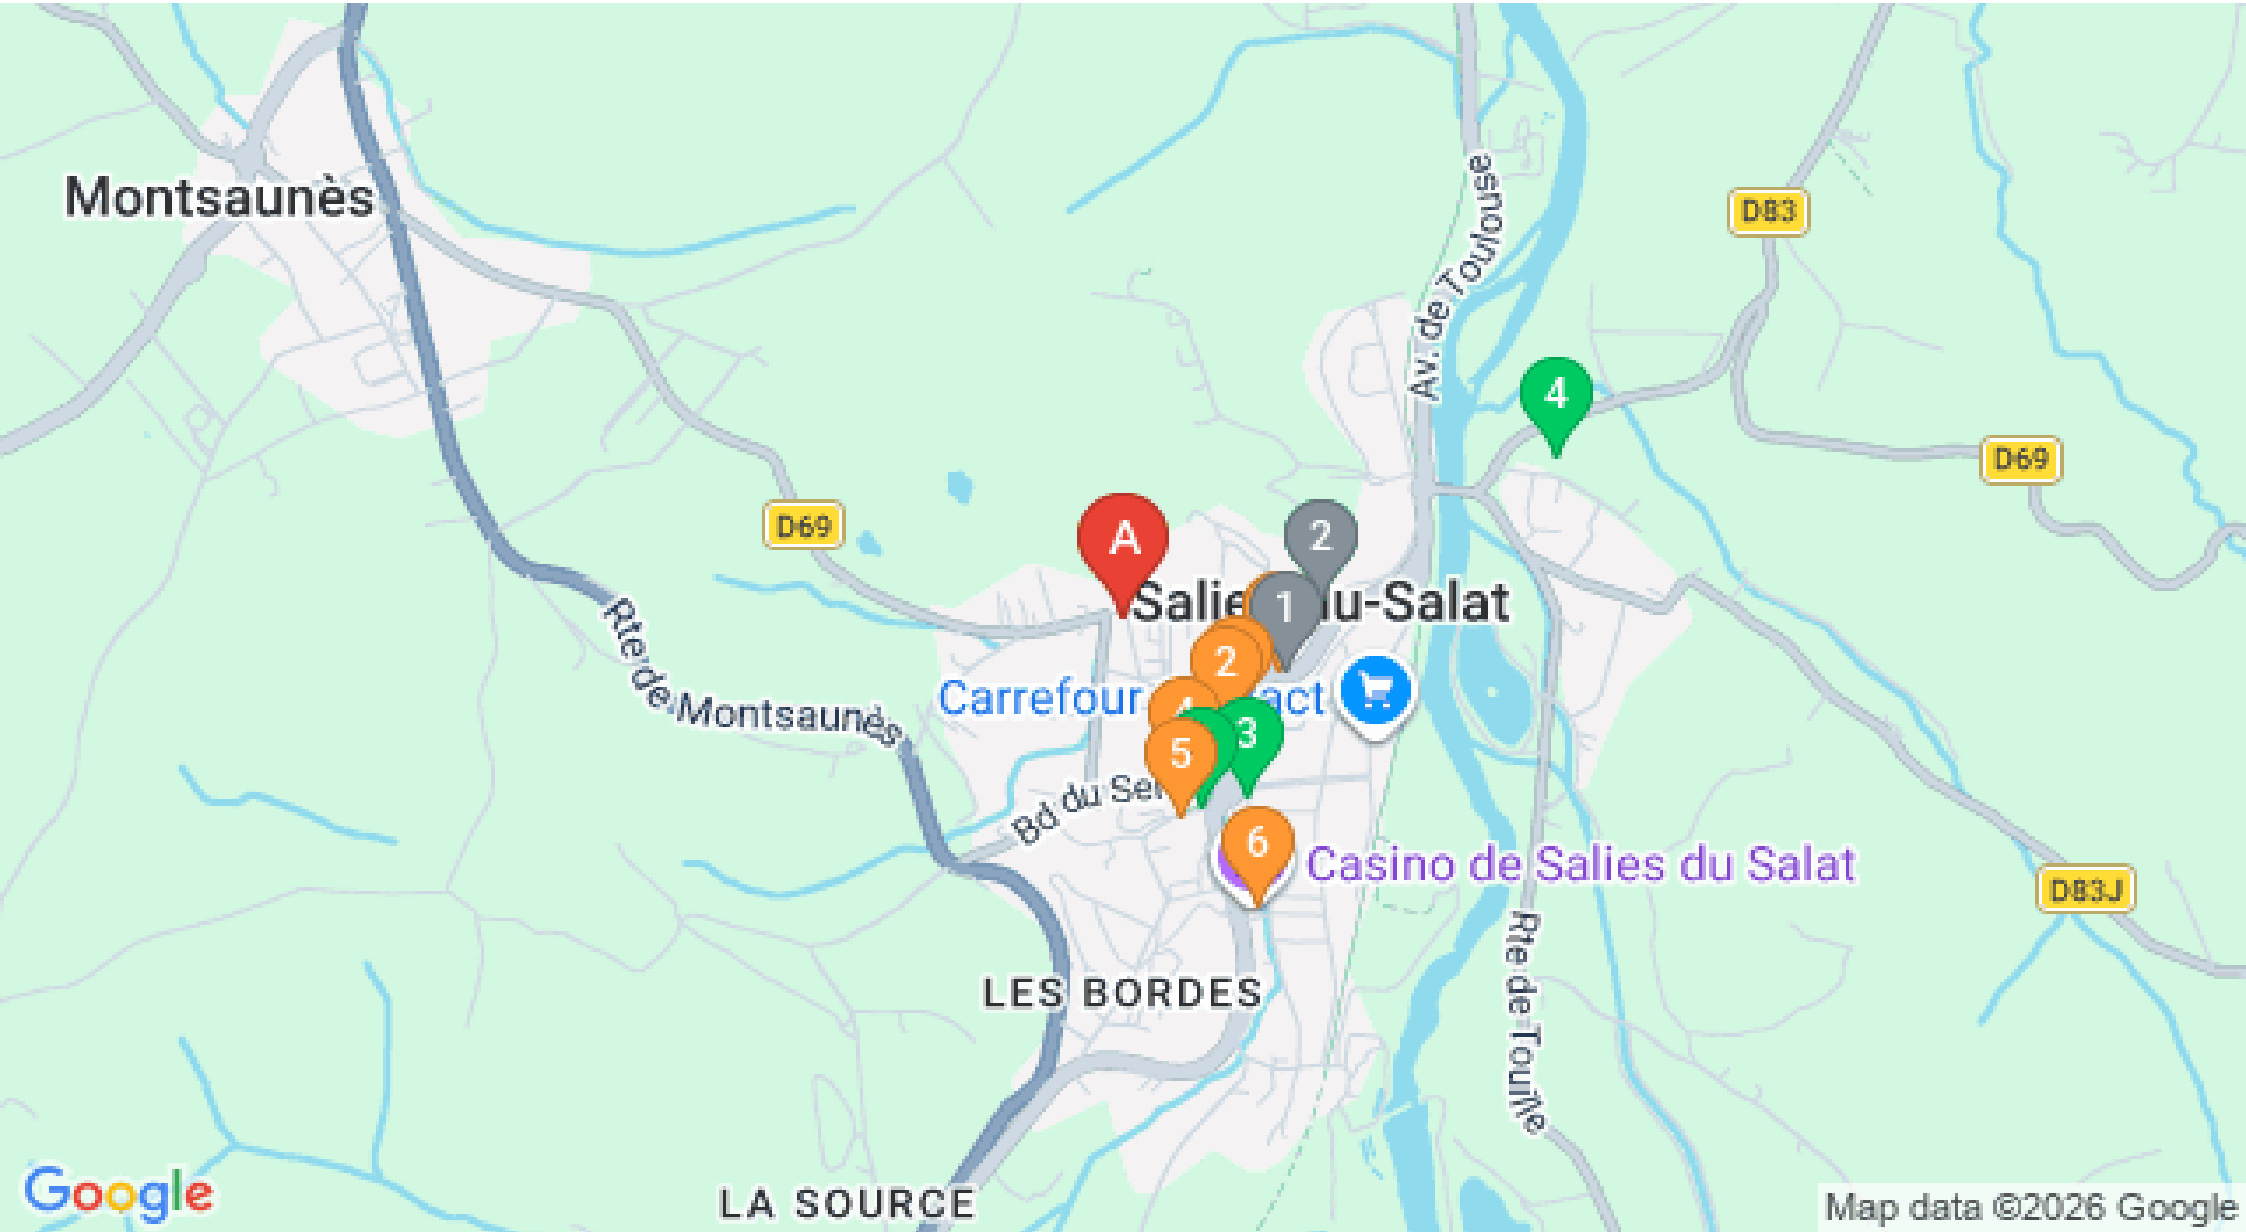 Montsaunès
Av. de Toulouse
D83
4
D69
D69
A
2
1
2
3
5
6
Rte de Montsaunès
Carrefour
act
Bd du Se
Casino de Salies du Salat
D83J
LES BORDES
Rte de Touille
LA SOURCE
Google
Map data ©2026 Google